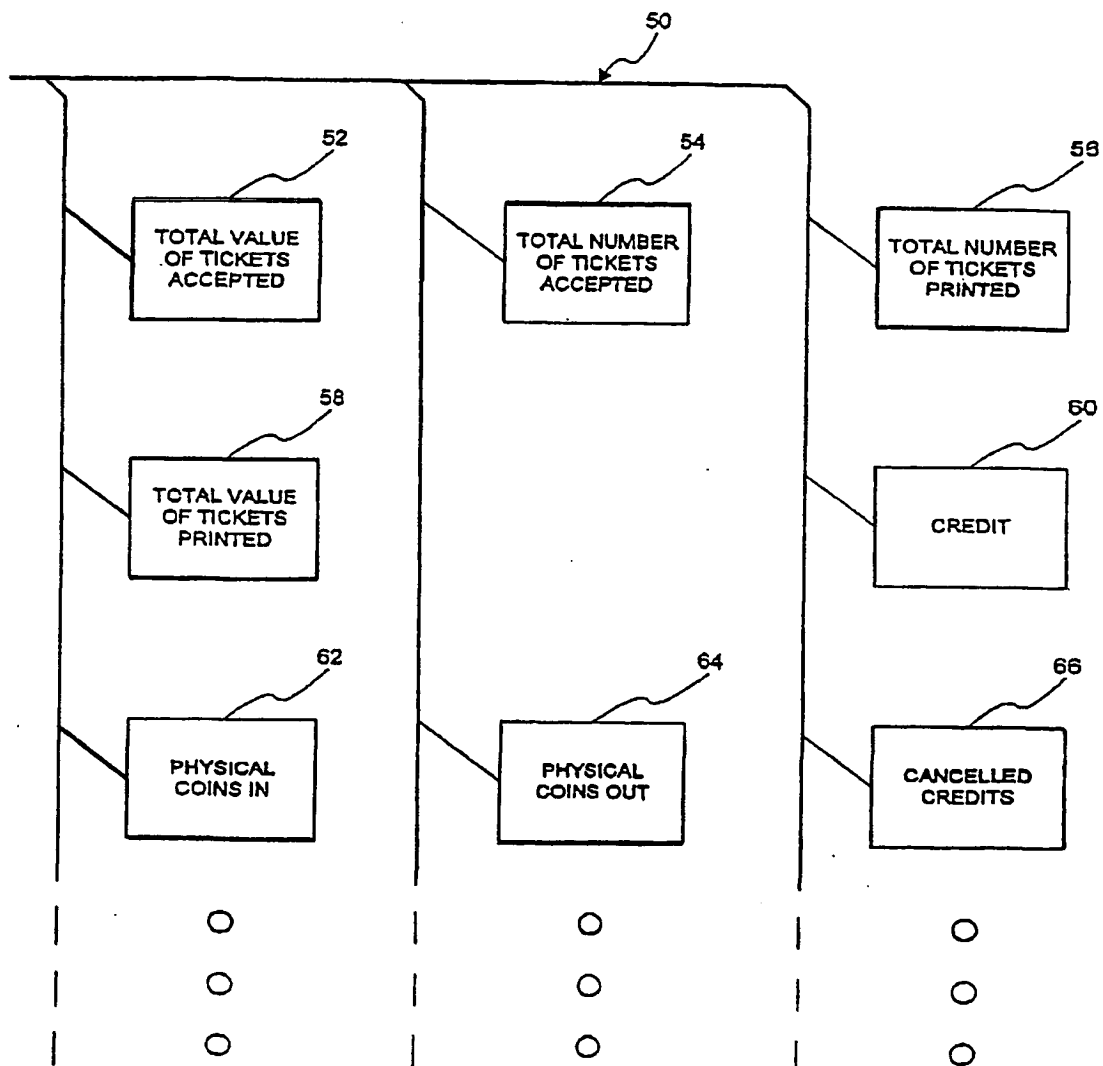 50
52
54
56
TOTAL VALUE
OF TICKETS
ACCEPTED
TOTAL NUMBER
OF TICKETS
ACCEPTED
TOTAL NUMBER
OF TICKETS
PRINTED
58
60
TOTAL VALUE
OF TICKETS
PRINTED
CREDIT
62
64
66
PHYSICAL
COINS IN
PHYSICAL
COINS OUT
CANCELLED
CREDITS